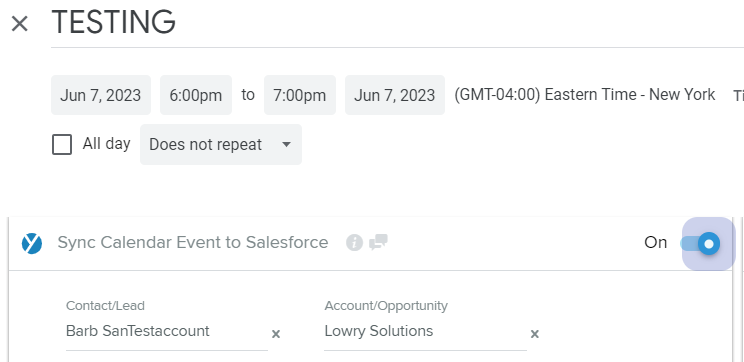 TESTING
Jun 7, 2023 6:00pm to 7:00pm Jun 7, 2023 (GMT-04:00) Eastern Time - New York Ti
All day Does not repeat
Sync Calendar Event to Salesforce On
Contact/Lead Account/Opportunity
Barb SanTestaccount x Lowry Solutions x